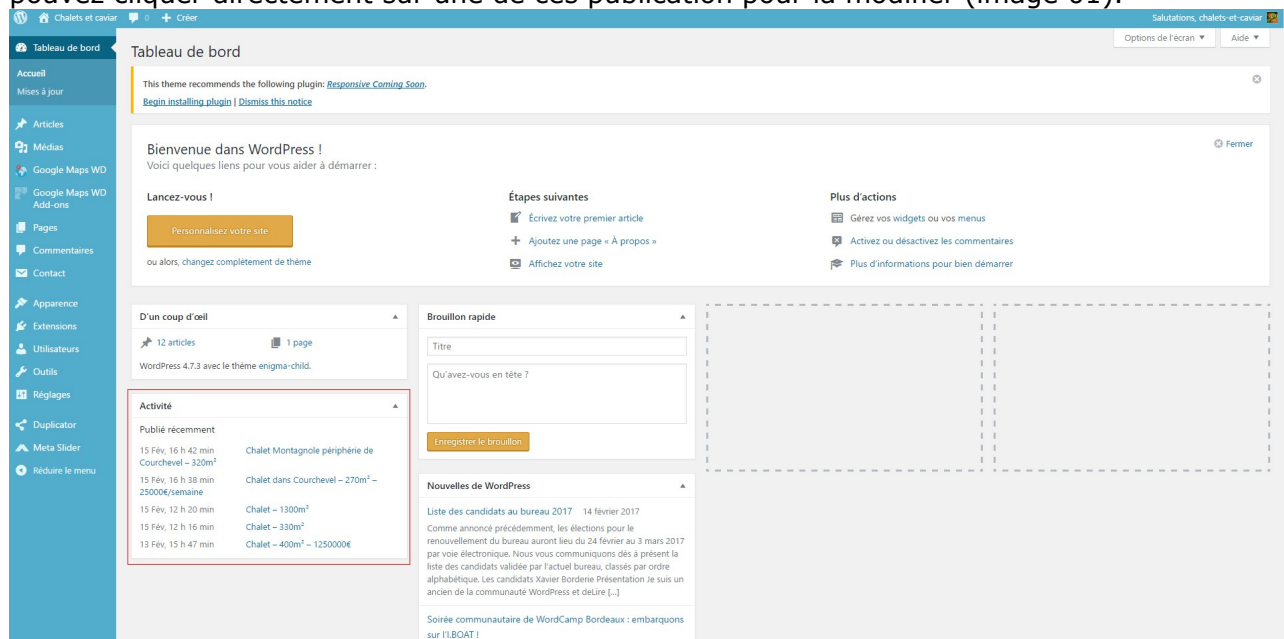 pouvez cliquer directement sur une de ces publication pour la modifier (image 01).
Chalets et caviar 0 + Créer
Salutations, chalets-et-caviar
Options de l'écran ▼ Aide ▼
Tableau de bord
Accueil
Mises à jour
Articles
Médias
Google Maps WD
Google Maps WD
Add-ons
Pages
Commentaires
Contact
Apparence
Extensions
Utilisateurs
Outils
Réglages
Duplicator
Meta Slider
Réduire le menu
Tableau de bord
This theme recommends the following plugin: Responsive Coming Soon.
Begin installing plugin | Dismiss this notice
Bienvenue dans WordPress !
Fermer
Voici quelques liens pour vous aider à démarrer :
Lancez-vous !
Personnalisez votre site
ou alors, changez complètement de thème
Étapes suivantes
Écrivez votre premier article
Ajoutez une page « À propos »
Affichez votre site
Plus d'actions
Gérez vos widgets ou vos menus
Activez ou désactivez les commentaires
Plus d'informations pour bien démarrer
D'un coup d'œil
12 articles 1 page
WordPress 4.7.3 avec le thème enigma-child.
Activité
Publié récemment
15 Fév, 16 h 42 min Chalet Montagnole périphérie de
Courchevel – 320m²
15 Fév, 16 h 38 min Chalet dans Courchevel – 270m² –
25000€/semaine
15 Fév, 12 h 20 min Chalet – 1300m²
15 Fév, 12 h 16 min Chalet – 330m²
13 Fév, 15 h 47 min Chalet – 400m² – 1250000€
Brouillon rapide
Titre
Qu'avez-vous en tête ?
Enregistrer le brouillon
Nouvelles de WordPress
Liste des candidats au bureau 2017 14 février 2017
Comme annoncé précédemment, les élections pour le
renouvellement du bureau auront lieu du 24 février au 3 mars 2017
par voie électronique. Nous vous communiquons dès à présent la
liste des candidats validée par l'actuel bureau, classés par ordre
alphabétique. Les candidats Xavier Borderie Présentation Je suis un
ancien de la communauté WordPress et deLire [...]
Soirée communautaire de WordCamp Bordeaux : embarquons
sur l'I.BOAT !